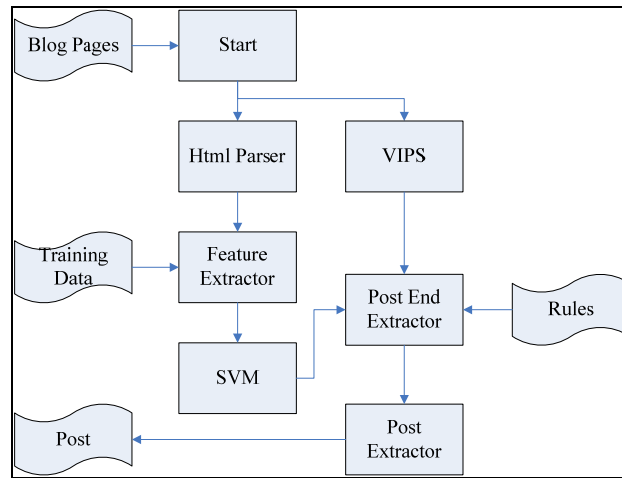 Blog Pages
Start
Html Parser
VIPS
Training
Data
Feature
Extractor
Post End
Extractor
Rules
SVM
Post
Post
Extractor